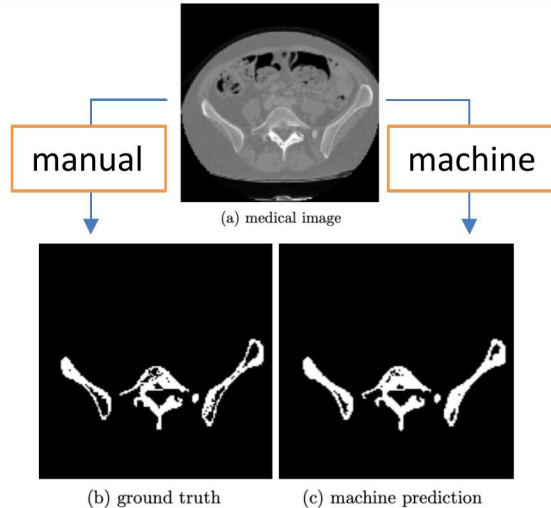 manual
machine
(a) medical image
(b) ground truth
(c) machine prediction